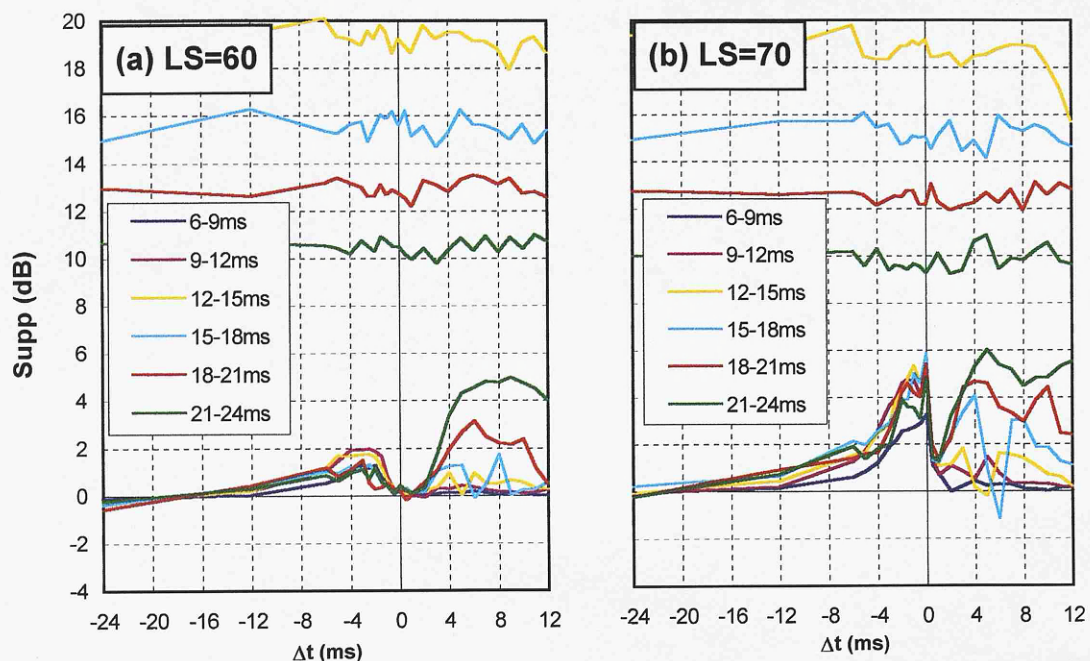 (a) LS=60
(b) LS=70
Supp (dB)
20
18
16
14
12
10
8
6
4
2
0
-2
-4
6-9ms
9-12ms
12-15ms
15-18ms
18-21ms
21-24ms
6-9ms
9-12ms
12-15ms
15-18ms
18-21ms
21-24ms
-24 -20 -16 -12 -8 -4 0 4 8 12
-24 -20 -16 -12 -8 -4 0 4 8 12
Δt (ms)
Δt (ms)